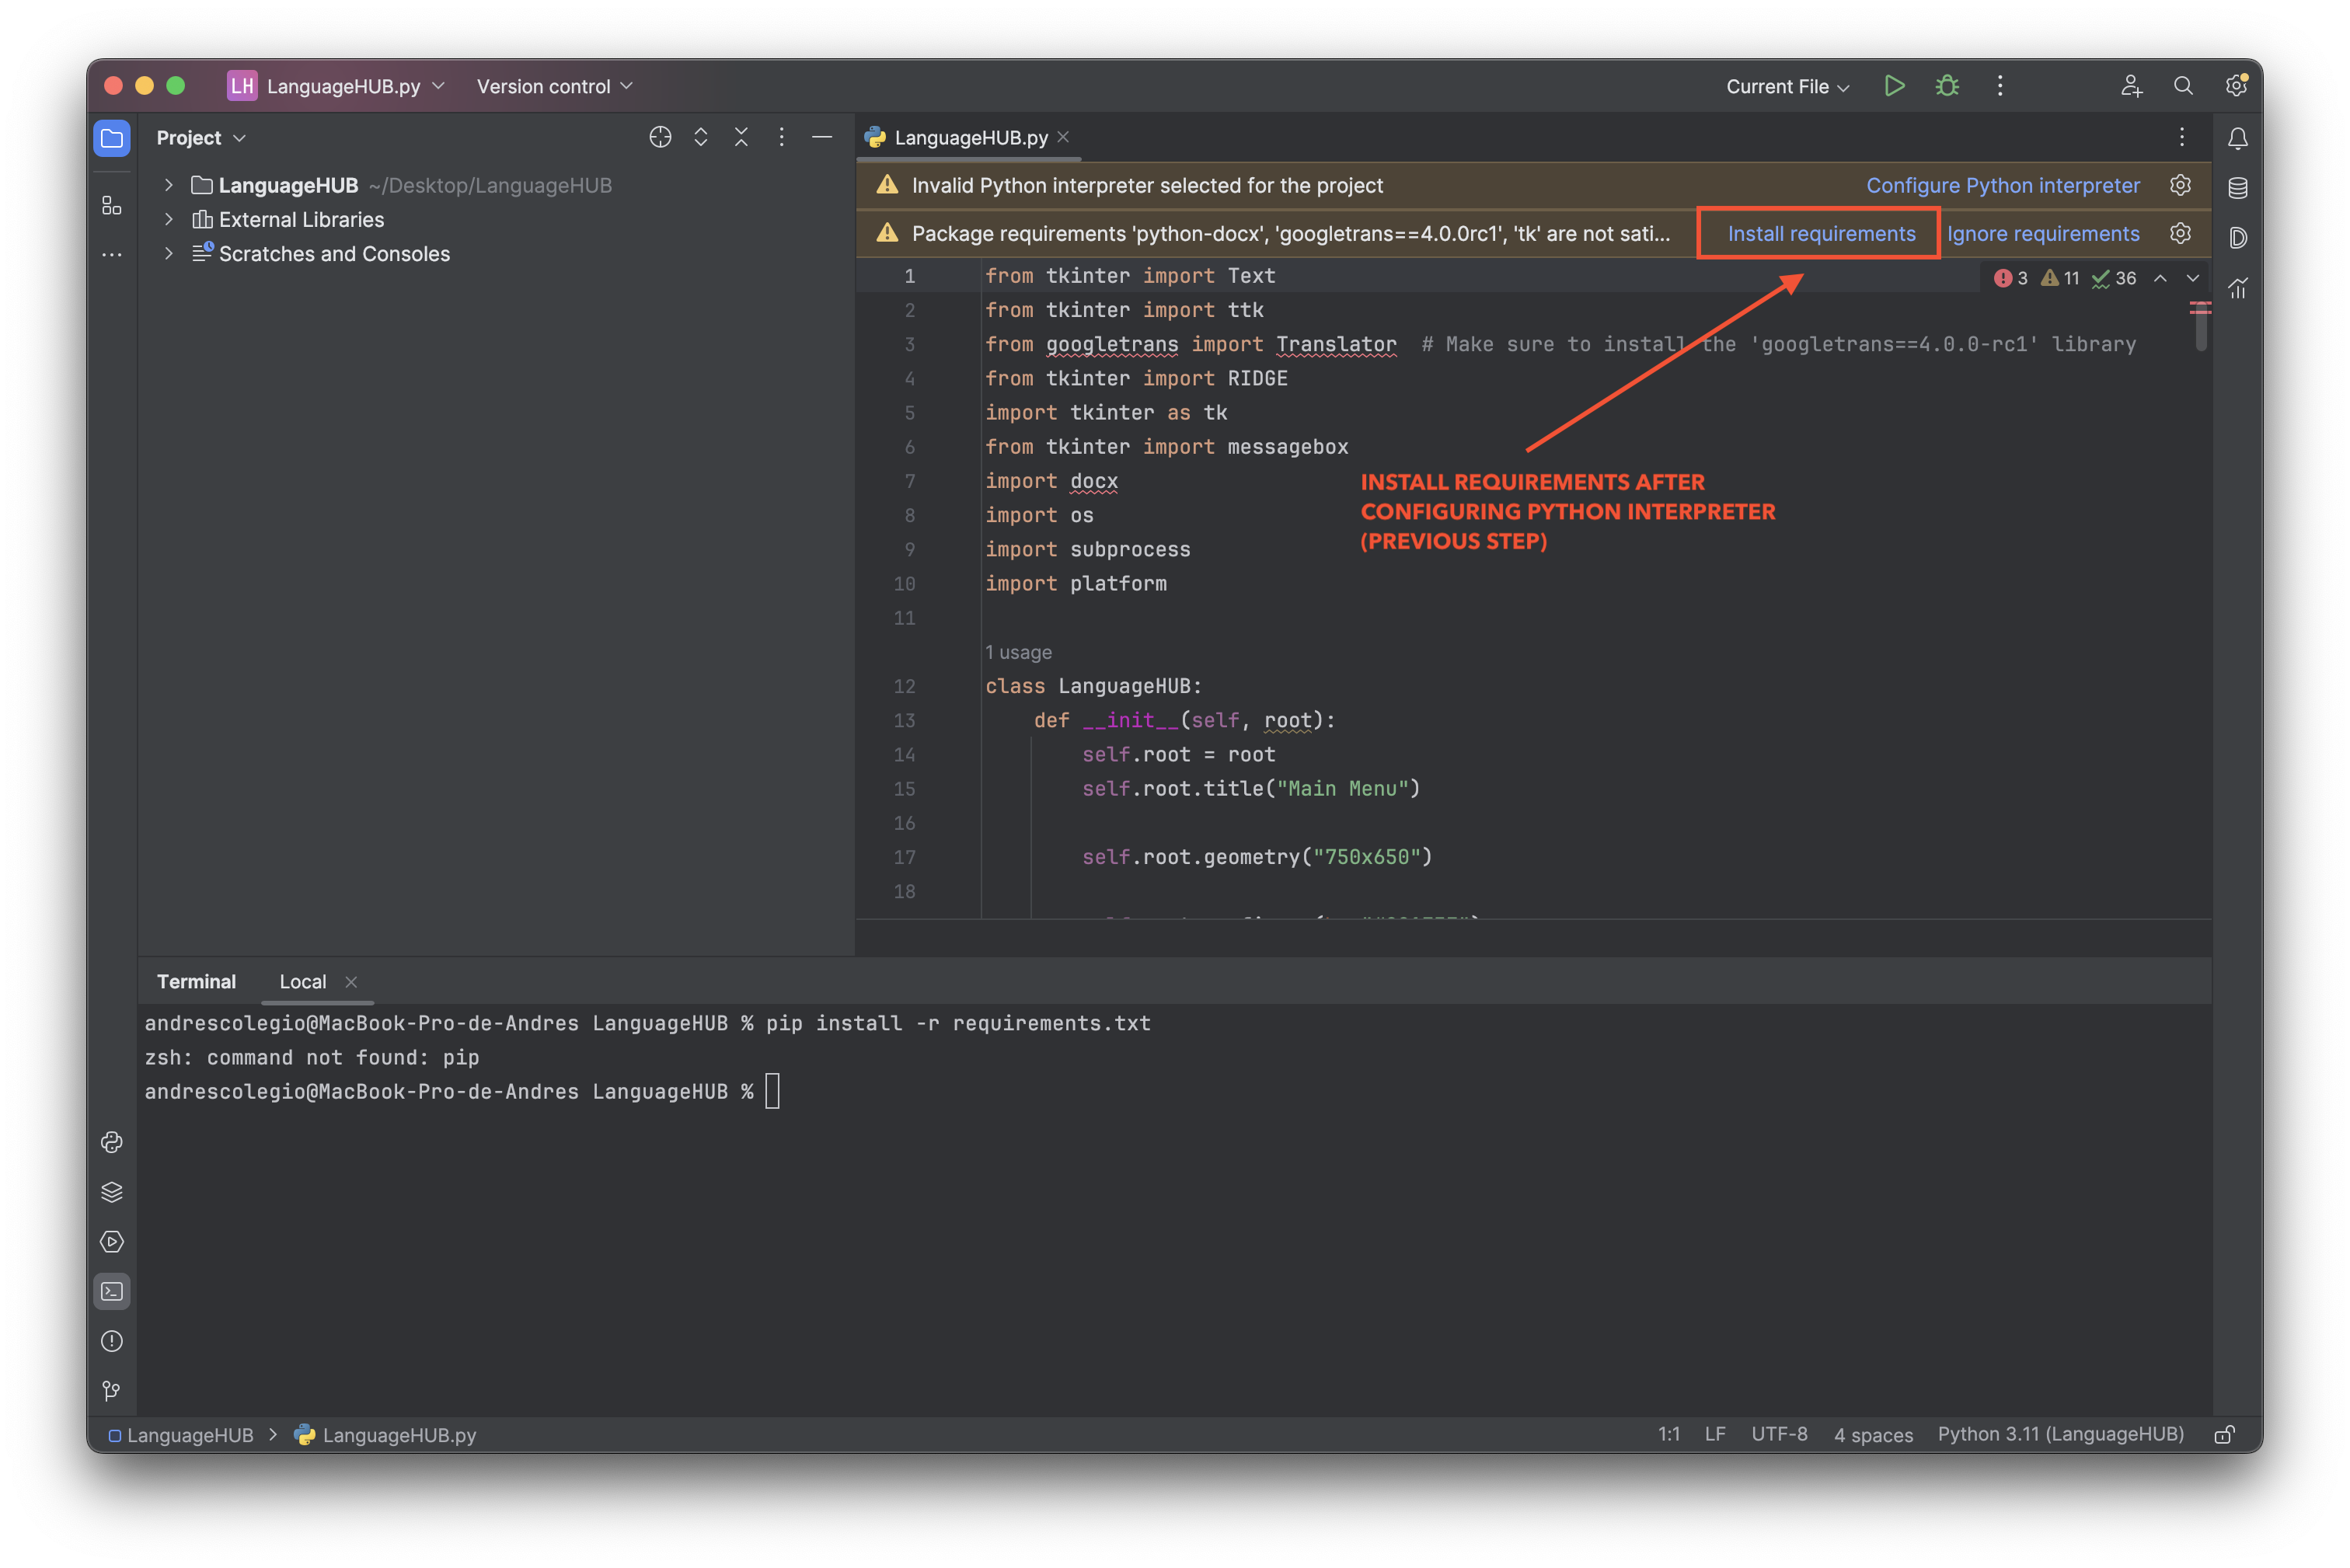 LH LanguageHUB.py Version control Current File
Project
LanguageHUB.py
LanguageHUB ~/Desktop/LanguageHUB
External Libraries
Scratches and Consoles
Invalid Python interpreter selected for the project Configure Python interpreter
Package requirements 'python-docx', 'googletrans==4.0.0rc1', 'tk' are not sati... Install requirements Ignore requirements
3 11 36
1 from tkinter import Text
2 from tkinter import ttk
3 from googletrans import Translator # Make sure to install the 'googletrans==4.0.0-rc1' library
4 from tkinter import RIDGE
5 import tkinter as tk
6 from tkinter import messagebox
7 import docx
8 import os
9 import subprocess
10 import platform
11
1 usage
12 class LanguageHUB:
13 def __init__(self, root):
14 self.root = root
15 self.root.title("Main Menu")
16
17 self.root.geometry("750x650")
18
INSTALL REQUIREMENTS AFTER
CONFIGURING PYTHON INTERPRETER
(PREVIOUS STEP)
Terminal Local
andrescolegio@MacBook-Pro-de-Andres LanguageHUB % pip install -r requirements.txt
zsh: command not found: pip
andrescolegio@MacBook-Pro-de-Andres LanguageHUB %
LanguageHUB > LanguageHUB.py 1:1 LF UTF-8 4 spaces Python 3.11 (LanguageHUB)